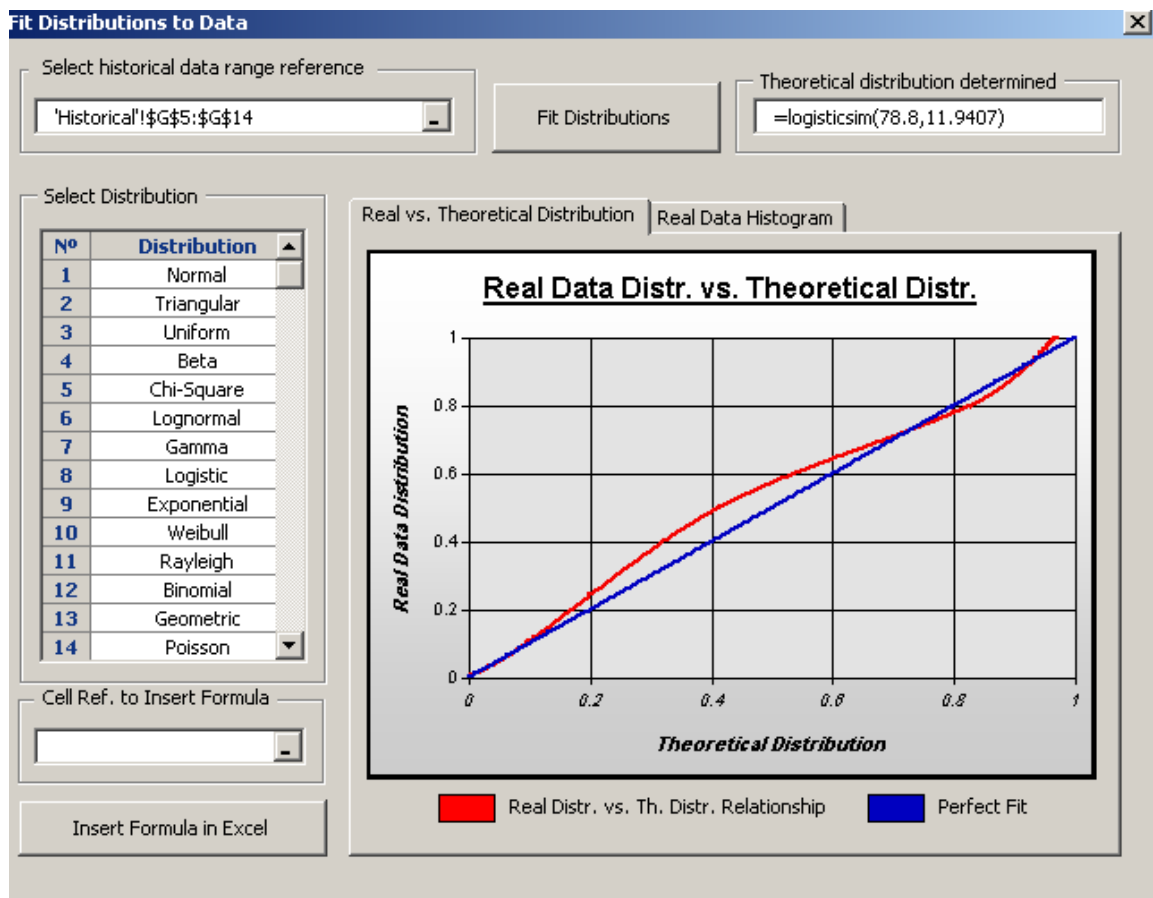 Fit Distributions to Data
Select historical data range reference
'Historical'!$G$5:$G$14
Fit Distributions
Theoretical distribution determined
=logisticsim(78.8,11.9407)
Select Distribution
Nº Distribution
1 Normal
2 Triangular
3 Uniform
4 Beta
5 Chi-Square
6 Lognormal
7 Gamma
8 Logistic
9 Exponential
10 Weibull
11 Rayleigh
12 Binomial
13 Geometric
14 Poisson
Cell Ref. to Insert Formula
Insert Formula in Excel
Real vs. Theoretical Distribution
Real Data Histogram
Real Data Distr. vs. Theoretical Distr.
Real Data Distribution
1
0.8
0.6
0.4
0.2
0
0 0.2 0.4 0.6 0.8 1
Theoretical Distribution
Real Distr. vs. Th. Distr. Relationship
Perfect Fit